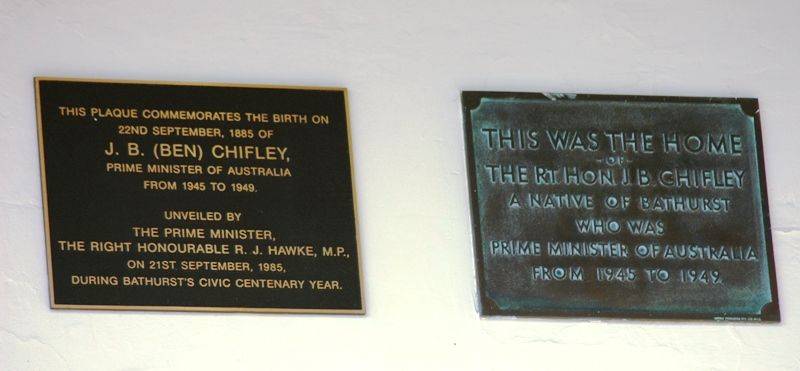 THIS PLAQUE COMMEMORATES THE BIRTH ON
22ND SEPTEMBER, 1885 OF
J. B. (BEN) CHIFLEY,
PRIME MINISTER OF AUSTRALIA
FROM 1945 TO 1949.
UNVEILED BY
THE PRIME MINISTER,
THE RIGHT HONOURABLE R. J. HAWKE, M.P.,
ON 21ST SEPTEMBER, 1985,
DURING BATHURST'S CIVIC CENTENARY YEAR.
THIS WAS THE HOME
-OF-
THE RT. HON. J. B. CHIFLEY
A NATIVE OF BATHURST
WHO WAS
PRIME MINISTER OF AUSTRALIA
FROM 1945 TO 1949.